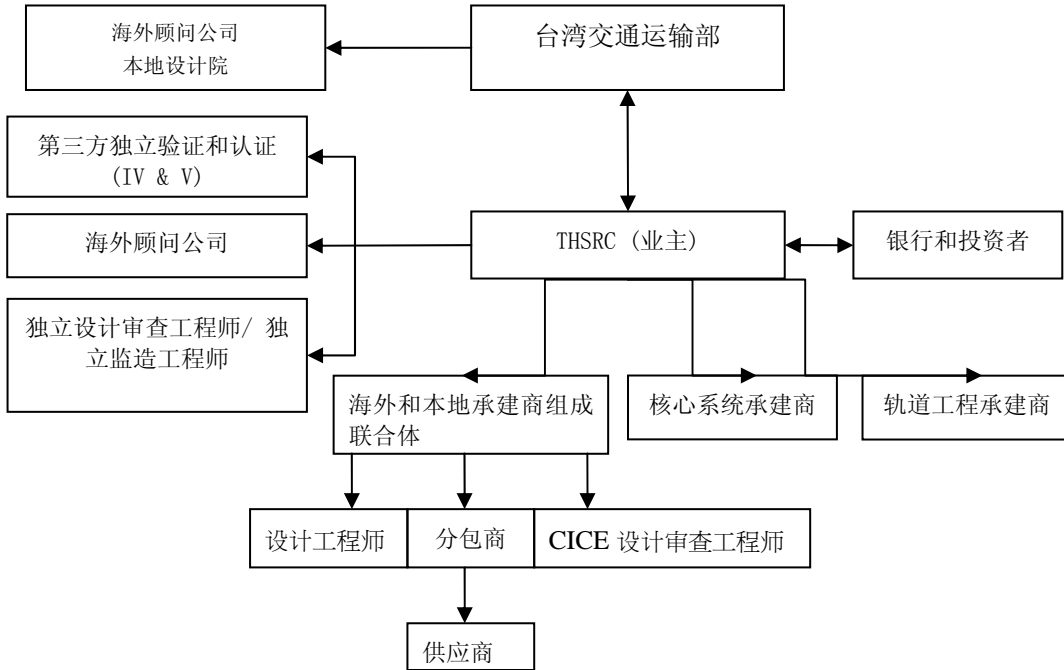 海外顾问公司
本地设计院
台湾交通运输部
第三方独立验证和认证
(IV & V)
海外顾问公司
THSRC (业主)
银行和投资者
独立设计审查工程师/ 独
立监造工程师
海外和本地承建商组成
联合体
核心系统承建商
轨道工程承建商
设计工程师
分包商
CICE 设计审查工程师
供应商